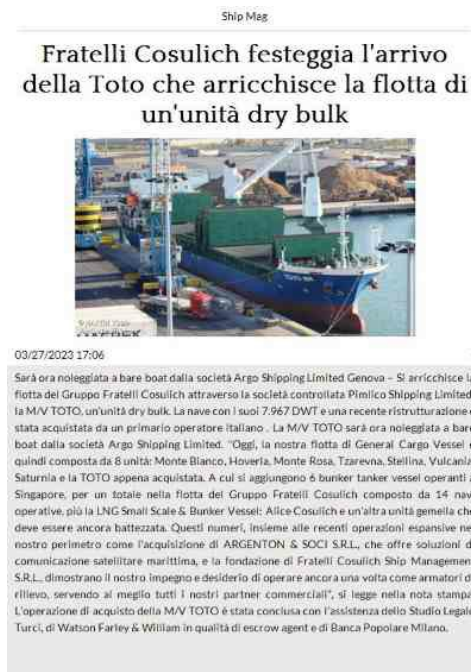 Ship Mag
Fratelli Cosulich festeggia l'arrivo
della Toto che arricchisce la flotta di
un'unità dry bulk
03/27/2023 17:06
Sarà ora noleggiata a bare boat dalla società Argo Shipping Limited Genova – Si arricchisce la
flotta del Gruppo Fratelli Cosulich attraverso la società controllata Pimlico Shipping Limited
la M/V TOTO, un'unità dry bulk. La nave con i suoi 7.967 DWT e una recente ristrutturazione
stata acquistata da un primario operatore italiano . La M/V TOTO sarà ora noleggiata a bare
boat dalla società Argo Shipping Limited. "Oggi, la nostra flotta di General Cargo Vessel
quindi composta da 8 unità: Monte Bianco, Hoverla, Monte Rosa, Tzarevna, Stellina, Vulcania
Saturnia e la TOTO appena acquistata. A cui si aggiungono 6 bunker tanker vessel operanti
Singapore, per un totale nella flotta del Gruppo Fratelli Cosulich composto da 14 navi
operative, più la LNG Small Scale & Bunker Vessel: Alice Cosulich e un'altra unità gemella che
deve essere ancora battezzata. Questi numeri, insieme alle recenti operazioni espansive nel
nostro perimetro come l'acquisizione di ARGENTON & SOCI S.R.L., che offre soluzioni di
comunicazione satellitare marittima, e la fondazione di Fratelli Cosulich Ship Management
S.R.L., dimostrano il nostro impegno e desiderio di operare ancora una volta come armatori di
rilievo, servendo al meglio tutti i nostri partner commerciali", si legge nella nota stampa
L'operazione di acquisto della M/V TOTO è stata conclusa con l'assistenza dello Studio Legale
Turci, di Watson Farley & William in qualità di escrow agent e di Banca Popolare Milano.